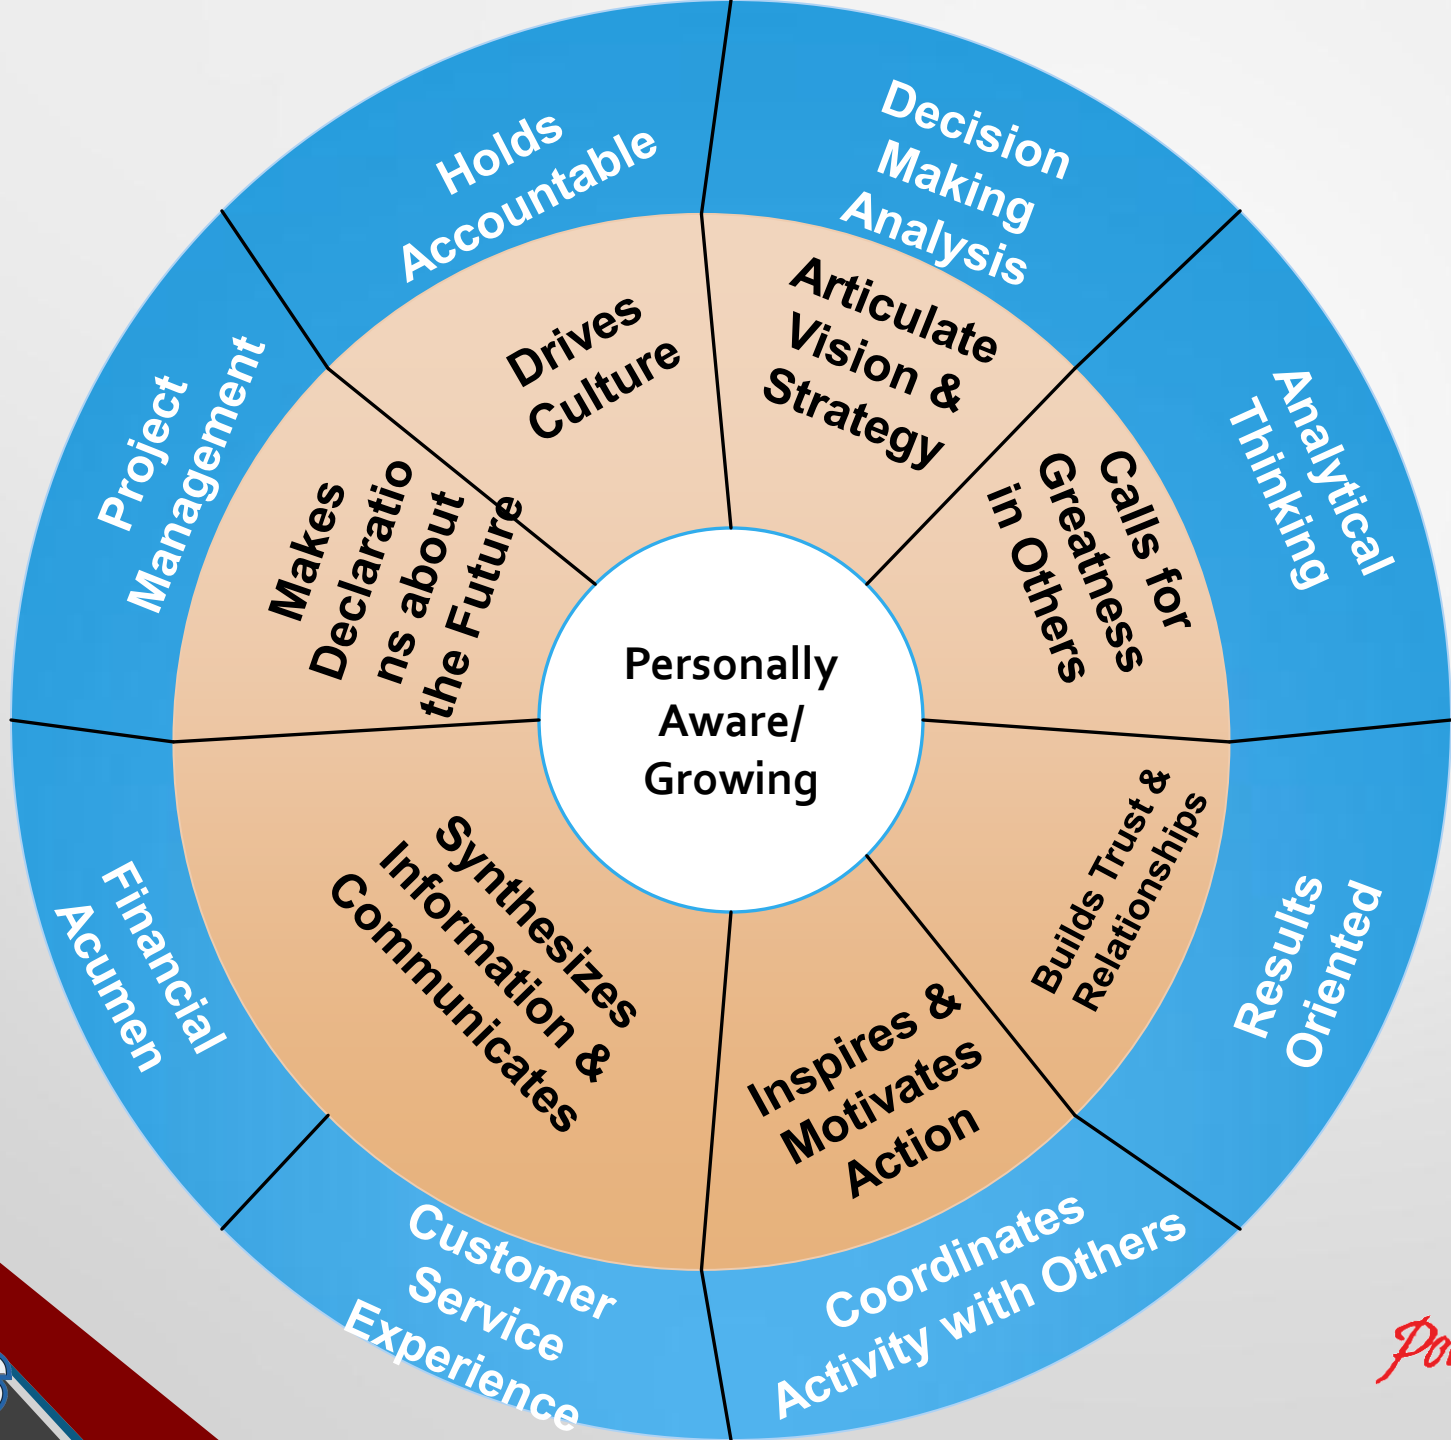 Holds
Accountable
Decision
Making
Analysis
Analytical
Thinking
Results
Oriented
Coordinates
Activity with Others
Customer
Service
Experience
Financial
Acumen
Project
Management
Drives
Culture
Articulate
Vision &
Strategy
Calls for
Greatness
in Others
Builds Trust &
Relationships
Inspires &
Motivates
Action
Synthesizes
Information &
Communicates
Makes
Declaratio
ns about
the Future
Personally
Aware/
Growing